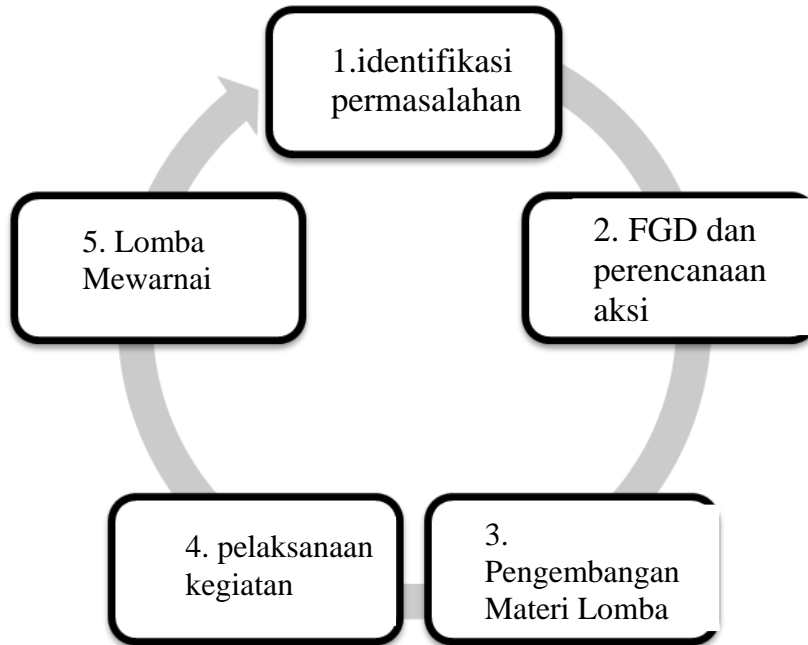 1.identifikasi
permasalahan
2. FGD dan
perencanaan
aksi
3.
Pengembangan
Materi Lomba
4. pelaksanaan
kegiatan
5. Lomba
Mewarnai